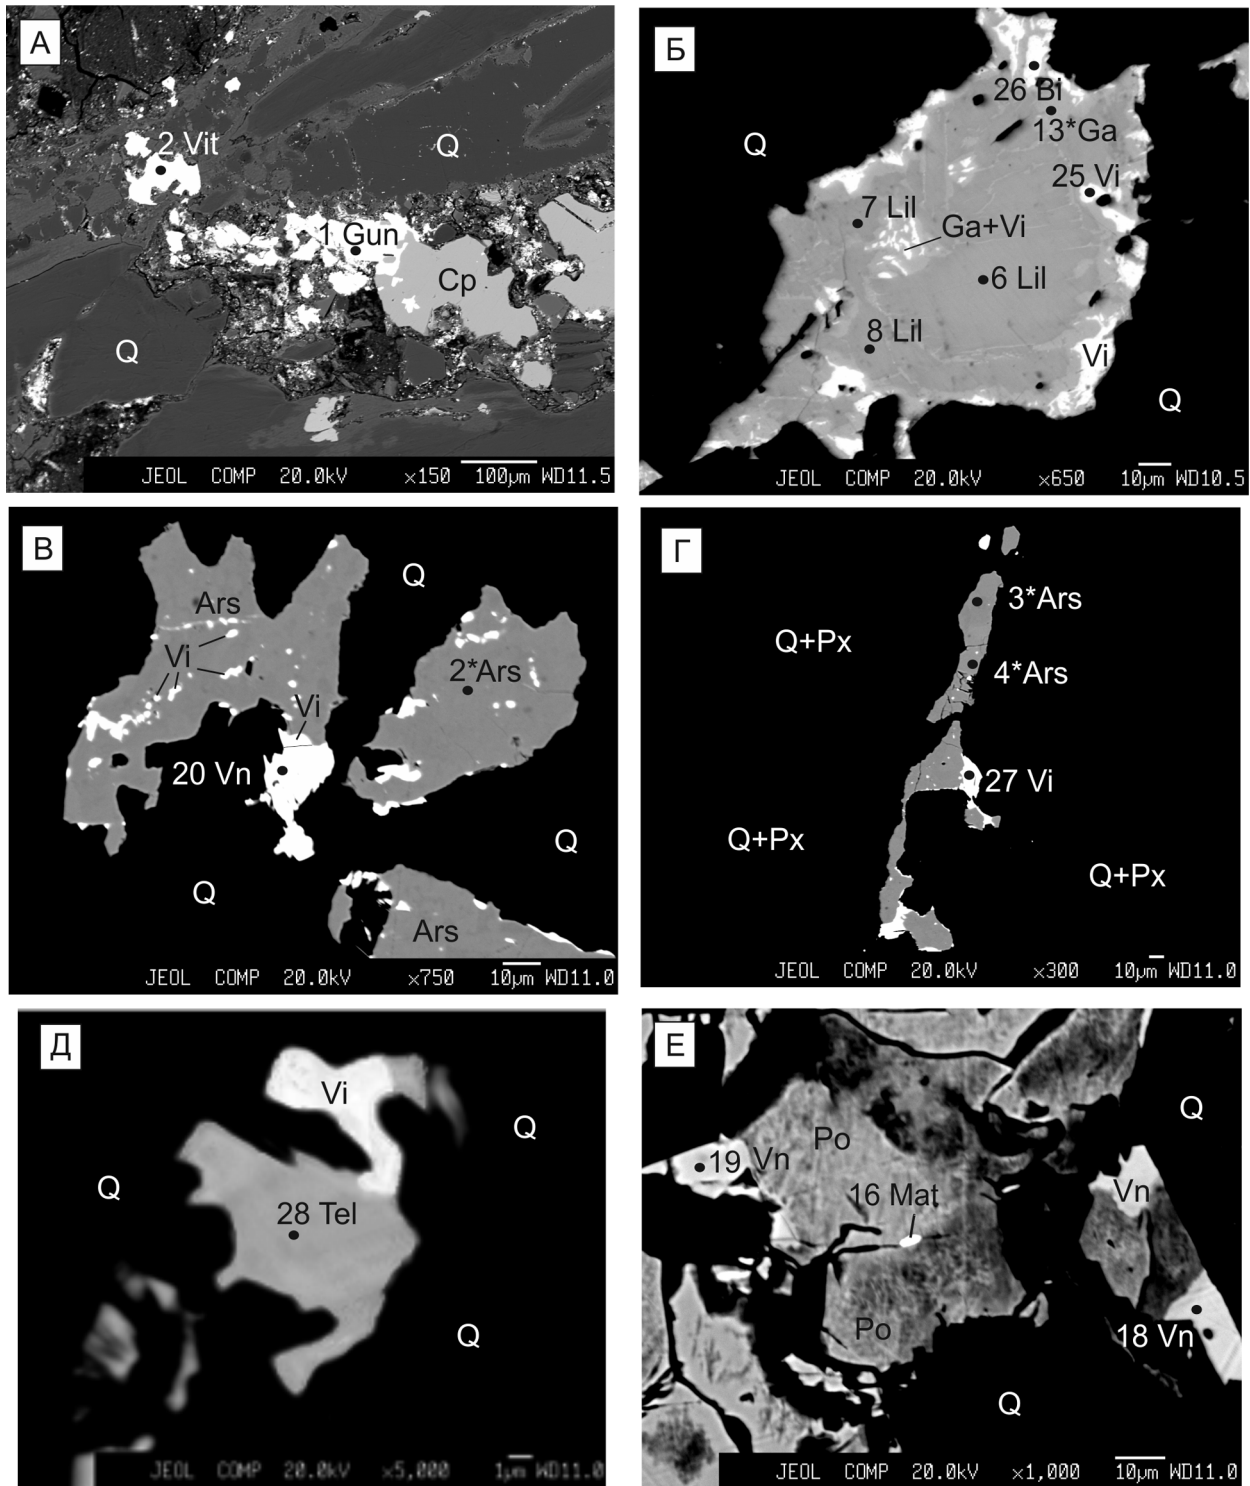 А
2 Vit
Q
1 Gun
Cp
Q
JEOL COMP 20.0kV ×150 100µm WD11.5
Б
26 Bi
13*Ga
Q
25 Vi
7 Lil
Ga+Vi
6 Lil
8 Lil
Vi
Q
JEOL COMP 20.0kV ×650 10µm WD10.5
В
Q
Ars
Vi
2*Ars
Vi
20 Vn
Q
Q
Ars
JEOL COMP 20.0kV ×750 10µm WD11.0
Г
3*Ars
Q+Px
4*Ars
27 Vi
Q+Px
Q+Px
JEOL COMP 20.0kV ×300 10µm WD11.0
Д
Vi
Q
Q
28 Tel
Q
JEOL COMP 20.0kV ×5,000 1µm WD11.0
Е
Q
Po
19 Vn
16 Mat
Vn
Po
18 Vn
Q
JEOL COMP 20.0kV ×1,000 10µm WD11.0